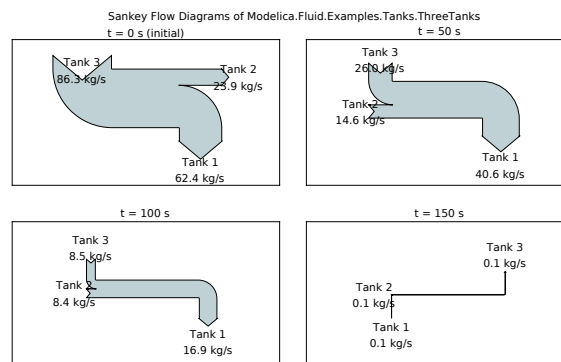 Sankey Flow Diagrams of Modelica.Fluid.Examples.Tanks.ThreeTanks
t = 0 s (initial)
t = 50 s
Tank 3
86.3 kg/s
Tank 2
23.9 kg/s
Tank 1
62.4 kg/s
Tank 3
26.0 kg/s
Tank 2
14.6 kg/s
Tank 1
40.6 kg/s
t = 100 s
t = 150 s
Tank 3
8.5 kg/s
Tank 2
8.4 kg/s
Tank 1
16.9 kg/s
Tank 3
0.1 kg/s
Tank 2
0.1 kg/s
Tank 1
0.1 kg/s